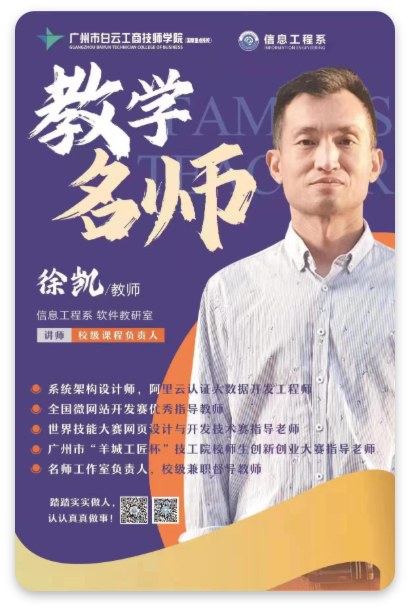 广州市白云工商技师学院
GUANGZHOU BAIYUN TECHNICIAN COLLEGE OF BUSINESS
信息工程系
INFORMATION ENGINEERING
FAM S
TE R
教学
名师
徐凯/教师
信息工程系 软件教研室
讲师 校级课程负责人
系统架构设计师，阿里云认证大数据开发工程师
全国微网站开发赛优秀指导教师
世界技能大赛网页设计与开发技术赛指导老师
广州市“羊城工匠杯”技工院校师生创新创业大赛指导老师
名师工作室负责人、校级兼职督导教师
踏踏实实做人，
认认真真做事！